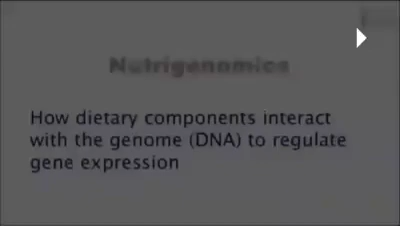 Nutrigenomics
How dietary components interact
with the genome (DNA) to regulate
gene expression